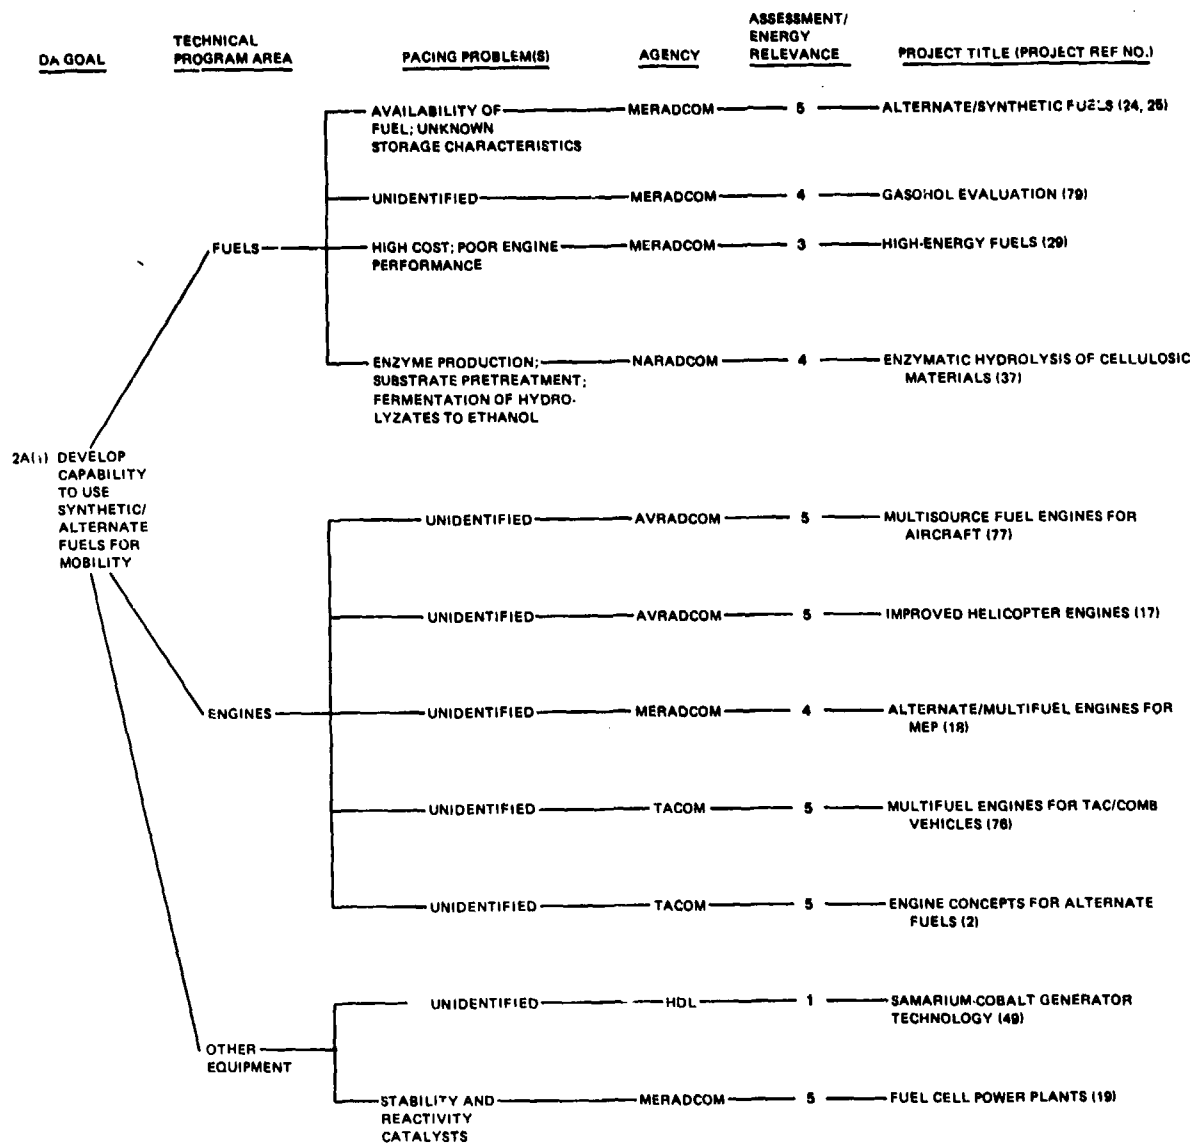 DA GOAL
TECHNICAL
PROGRAM AREA
PACING PROBLEM(S)
AGENCY
ASSESSMENT/
ENERGY
RELEVANCE
PROJECT TITLE (PROJECT REF NO.)
AVAILABILITY OF
FUEL; UNKNOWN
STORAGE CHARACTERISTICS
MERADCOM
5
ALTERNATE/SYNTHETIC FUELS (24, 25)
UNIDENTIFIED
MERADCOM
4
GASOHOL EVALUATION (79)
FUELS
HIGH COST; POOR ENGINE
PERFORMANCE
MERADCOM
3
HIGH-ENERGY FUELS (29)
ENZYME PRODUCTION;
SUBSTRATE PRETREATMENT;
FERMENTATION OF HYDRO-
LYZATES TO ETHANOL
NARADCOM
4
ENZYMATIC HYDROLYSIS OF CELLULOSIC
MATERIALS (37)
2A(1) DEVELOP
CAPABILITY
TO USE
SYNTHETIC/
ALTERNATE
FUELS FOR
MOBILITY
UNIDENTIFIED
AVRADCOM
5
MULTISOURCE FUEL ENGINES FOR
AIRCRAFT (77)
UNIDENTIFIED
AVRADCOM
5
IMPROVED HELICOPTER ENGINES (17)
ENGINES
UNIDENTIFIED
MERADCOM
4
ALTERNATE/MULTIFUEL ENGINES FOR
MEP (18)
UNIDENTIFIED
TACOM
5
MULTIFUEL ENGINES FOR TAC/COMB
VEHICLES (76)
UNIDENTIFIED
TACOM
5
ENGINE CONCEPTS FOR ALTERNATE
FUELS (2)
OTHER
EQUIPMENT
UNIDENTIFIED
HDL
1
SAMARIUM-COBALT GENERATOR
TECHNOLOGY (49)
STABILITY AND
REACTIVITY
CATALYSTS
MERADCOM
5
FUEL CELL POWER PLANTS (19)